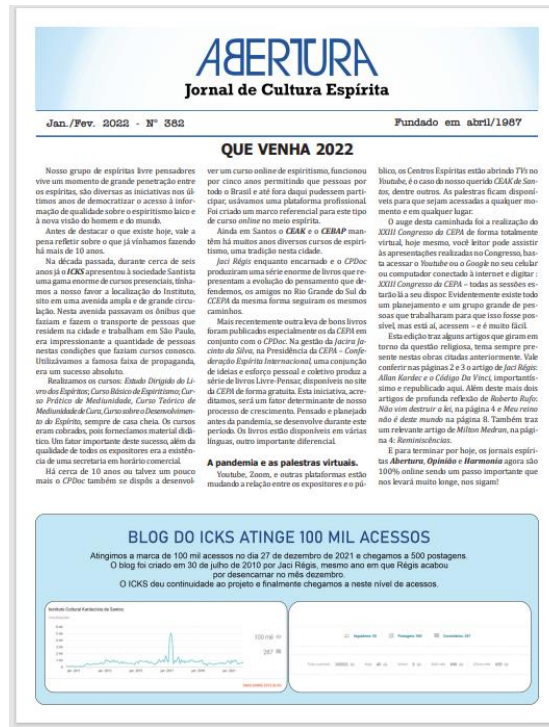 ABERTURA
Jornal de Cultura Espírita
Jan./Fev. 2022 - Nº 382
Fundado em abril/1987
QUE VENHA 2022
Nosso grupo de espíritas livre pensadores
vive um momento de grande penetração entre
os espíritas, são diversas as iniciativas nos úl-
timos anos de democratizar o acesso à infor-
mação de qualidade sobre o espiritismo laico e
à nova visão do homem e do mundo.
Antes de destacar o que existe hoje, vale a
pena refletir sobre o que já vínhamos fazendo
há mais de 10 anos.
Na década passada, durante cerca de seis
anos já o ICKS apresentou à sociedade Santista
uma gama enorme de cursos presenciais, tínha-
mos a nosso favor a localização do Instituto,
sito em uma avenida ampla e de grande circu-
lação. Nesta avenida passavam os ônibus que
faziam e fazem o transporte de pessoas que
residem na cidade e trabalham em São Paulo,
era impressionante a quantidade de pessoas
nestas condições que faziam cursos conosco.
Utilizávamos a famosa faixa de propaganda,
era um sucesso absoluto.
Realizamos os cursos: Estudo Dirigido do Li-
vro dos Espíritos; Curso Básico de Espiritismo; Cur-
so Prático de Mediunidade, Curso Teórico de
Mediunidade de Cura, Curso sobre o Desenvolvimen-
to do Espírito, sempre de casa cheia. Os cursos
eram cobrados, pois fornecíamos material didá-
tico. Um fator importante deste sucesso, além da
qualidade de todos os expositores era a existên-
cia de uma secretaria em horário comercial.
Há cerca de 10 anos ou talvez um pouco
mais o CPDoc também se dispôs a desenvol-
ver um curso online de espiritismo, funcionou
por cinco anos permitindo que pessoas por
todo o Brasil e até fora daqui pudessem parti-
cipar, usávamos uma plataforma profissional.
Foi criado um marco referencial para este tipo
de curso online no meio espírita.
Ainda em Santos o CEAK e o CEBAP man-
têm há muitos anos diversos cursos de espiri-
tismo, uma tradição nesta cidade.
Jaci Régis enquanto encarnado e o CPDoc
produziram uma série enorme de livros que re-
presentam a evolução do pensamento que de-
fendemos, os amigos no Rio Grande do Sul do
CCEPA da mesma forma seguiram os mesmos
caminhos.
Mais recentemente outra leva de bons livros
foram publicados especialmente os da CEPA em
conjunto com o CPDoc. Na gestão da Jacira Ja-
cinto da Silva, na Presidência da CEPA – Confe-
deração Espírita Internacional, uma conjunção
de ideias e esforço pessoal e coletivo produz a
série de livros Livre-Pensar, disponíveis no site
da CEPA de forma gratuita. Esta iniciativa, acre-
ditamos, será um fator determinante de nosso
processo de crescimento. Pensado e planejado
antes da pandemia, se desenvolve durante este
período. Os livros estão disponíveis em várias
línguas, outro importante diferencial.
A pandemia e as palestras virtuais.
Youtube, Zoom, e outras plataformas estão
mudando a relação entre os expositores e o pú-
blico, os Centros Espíritas estão abrindo TVs no
Youtube, é o caso do nosso querido CEAK de San-
tos, dentre outros. As palestras ficam disponí-
veis para que sejam acessadas a qualquer mo-
mento e em qualquer lugar.
O auge desta caminhada foi a realização do
XXIII Congresso da CEPA de forma totalmente
virtual, hoje mesmo, você leitor pode assistir
às apresentações realizadas no Congresso, bas-
ta acessar o Youtube ou o Google no seu celular
ou computador conectado à internet e digitar :
XXIII Congresso da CEPA – todas as sessões es-
tarão lá a seu dispor. Evidentemente existe todo
um planejamento e um grupo grande de pes-
soas que trabalharam para que isso fosse pos-
sível, mas está aí, acessem – e é muito fácil.
Esta edição traz alguns artigos que giram em
torno da questão religiosa, tema sempre pre-
sente nestas obras citadas anteriormente. Vale
conferir nas páginas 2 e 3 o artigo de Jaci Régis:
Allan Kardec e o Código Da Vinci, importantís-
simo e republicado aqui. Além deste mais dois
artigos de profunda reflexão de Roberto Rufo:
Não vim destruir a lei, na página 4 e Meu reino
não é deste mundo na página 8. Também traz
um relevante artigo de Milton Medran, na pági-
na 4: Reminiscências.
E para terminar por hoje, os jornais espíri-
tas Abertura, Opinião e Harmonia agora são
100% online sendo um passo importante que
nos levará muito longe, nos sigam!
BLOG DO ICKS ATINGE 100 MIL ACESSOS
Atingimos a marca de 100 mil acessos no dia 27 de dezembro de 2021 e chegamos a 500 postagens.
O blog foi criado em 30 de julho de 2010 por Jaci Régis, mesmo ano em que Régis acabou
por desencarnar no mês dezembro.
O ICKS deu continuidade ao projeto e finalmente chegamos a neste nível de acessos.
Instituto Cultural Kardecista de Santos
100 mil
287